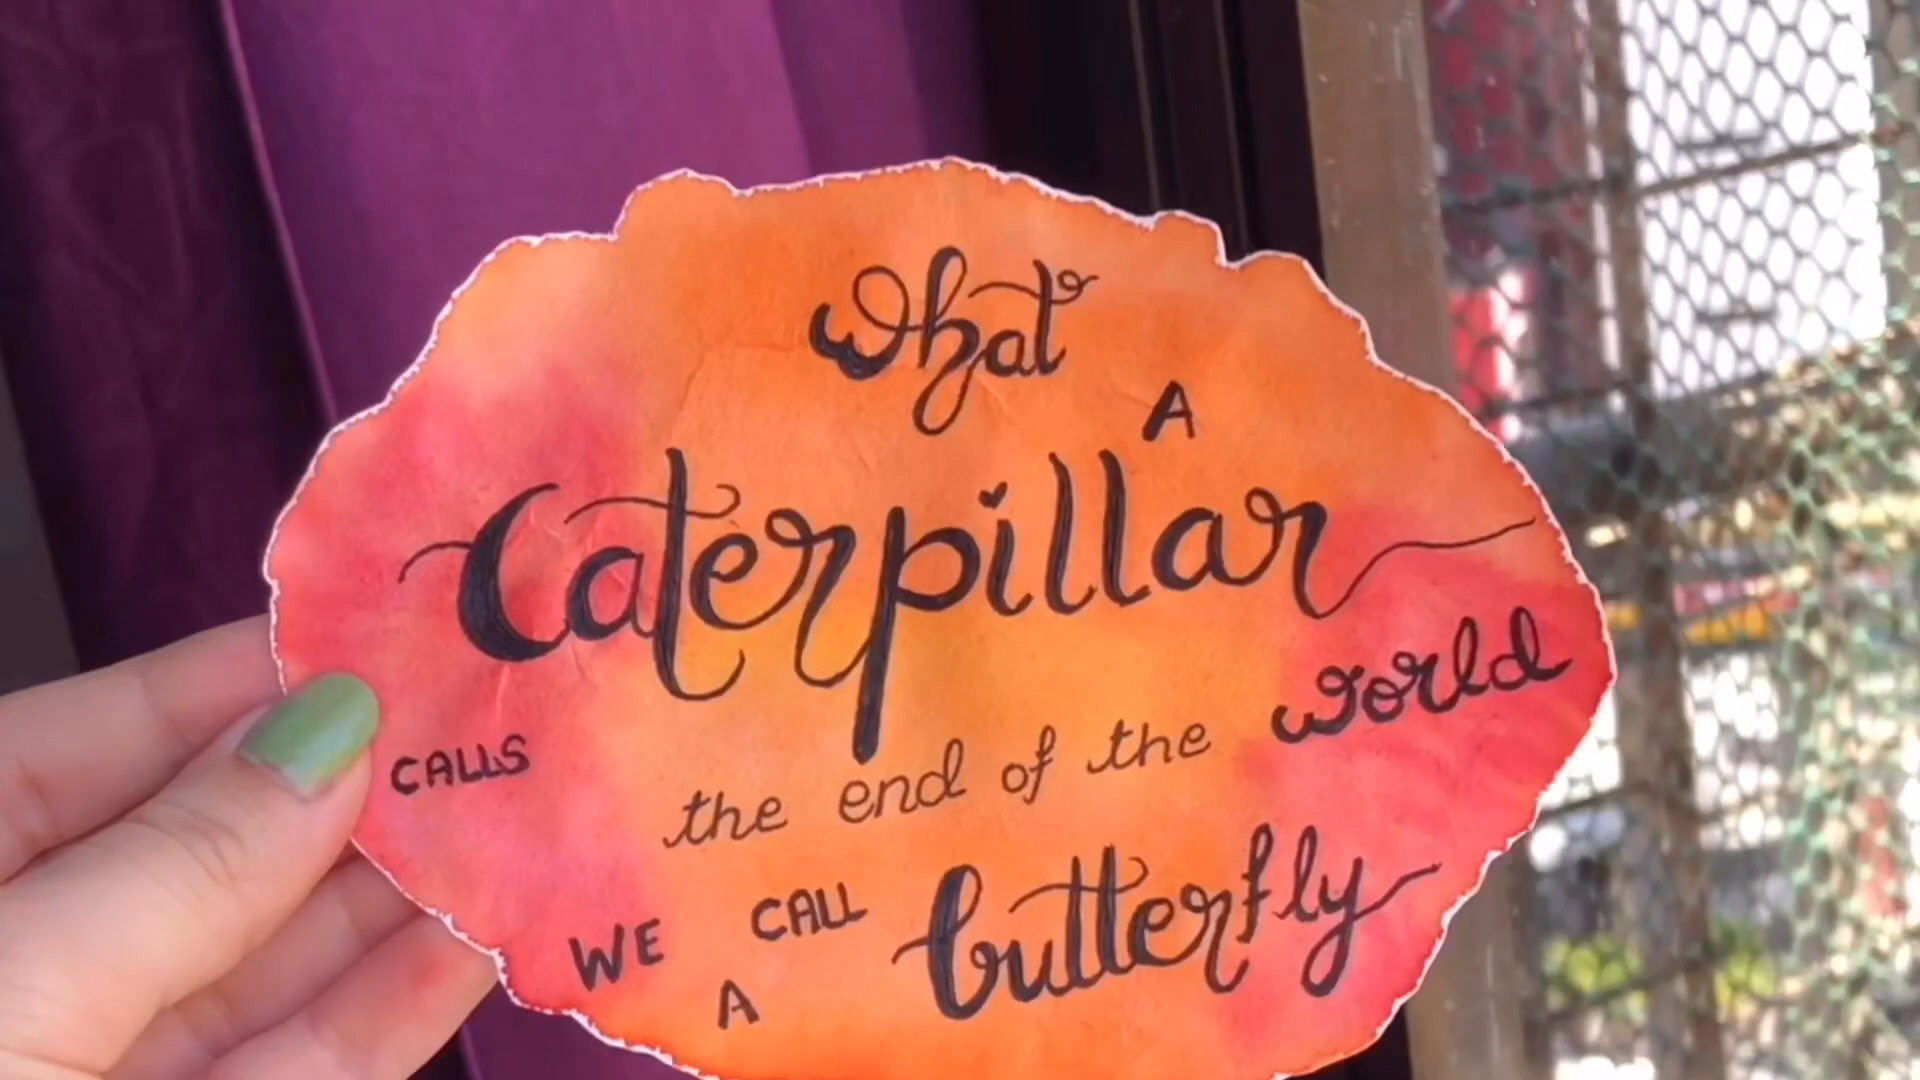 What
A
Caterpillar
CALLS
the end of the world
WE CALL
A butterfly